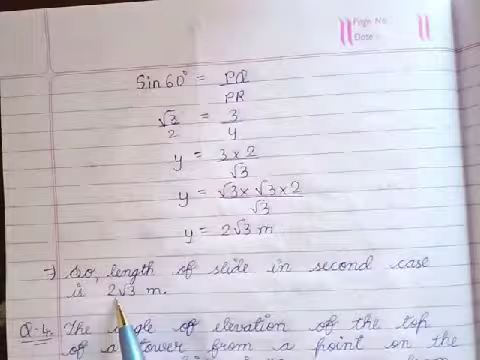 Page No.
Date
Sin60° = PQ
PR
√3 = 3
2 y
y = 3 × 2
√3
y = √3 × √3 × 2
√3
y = 2√3 m
→ So, length of slide in second case
is 2√3 m.
Q-4. The angle of elevation of the top
of a tower from a point on the